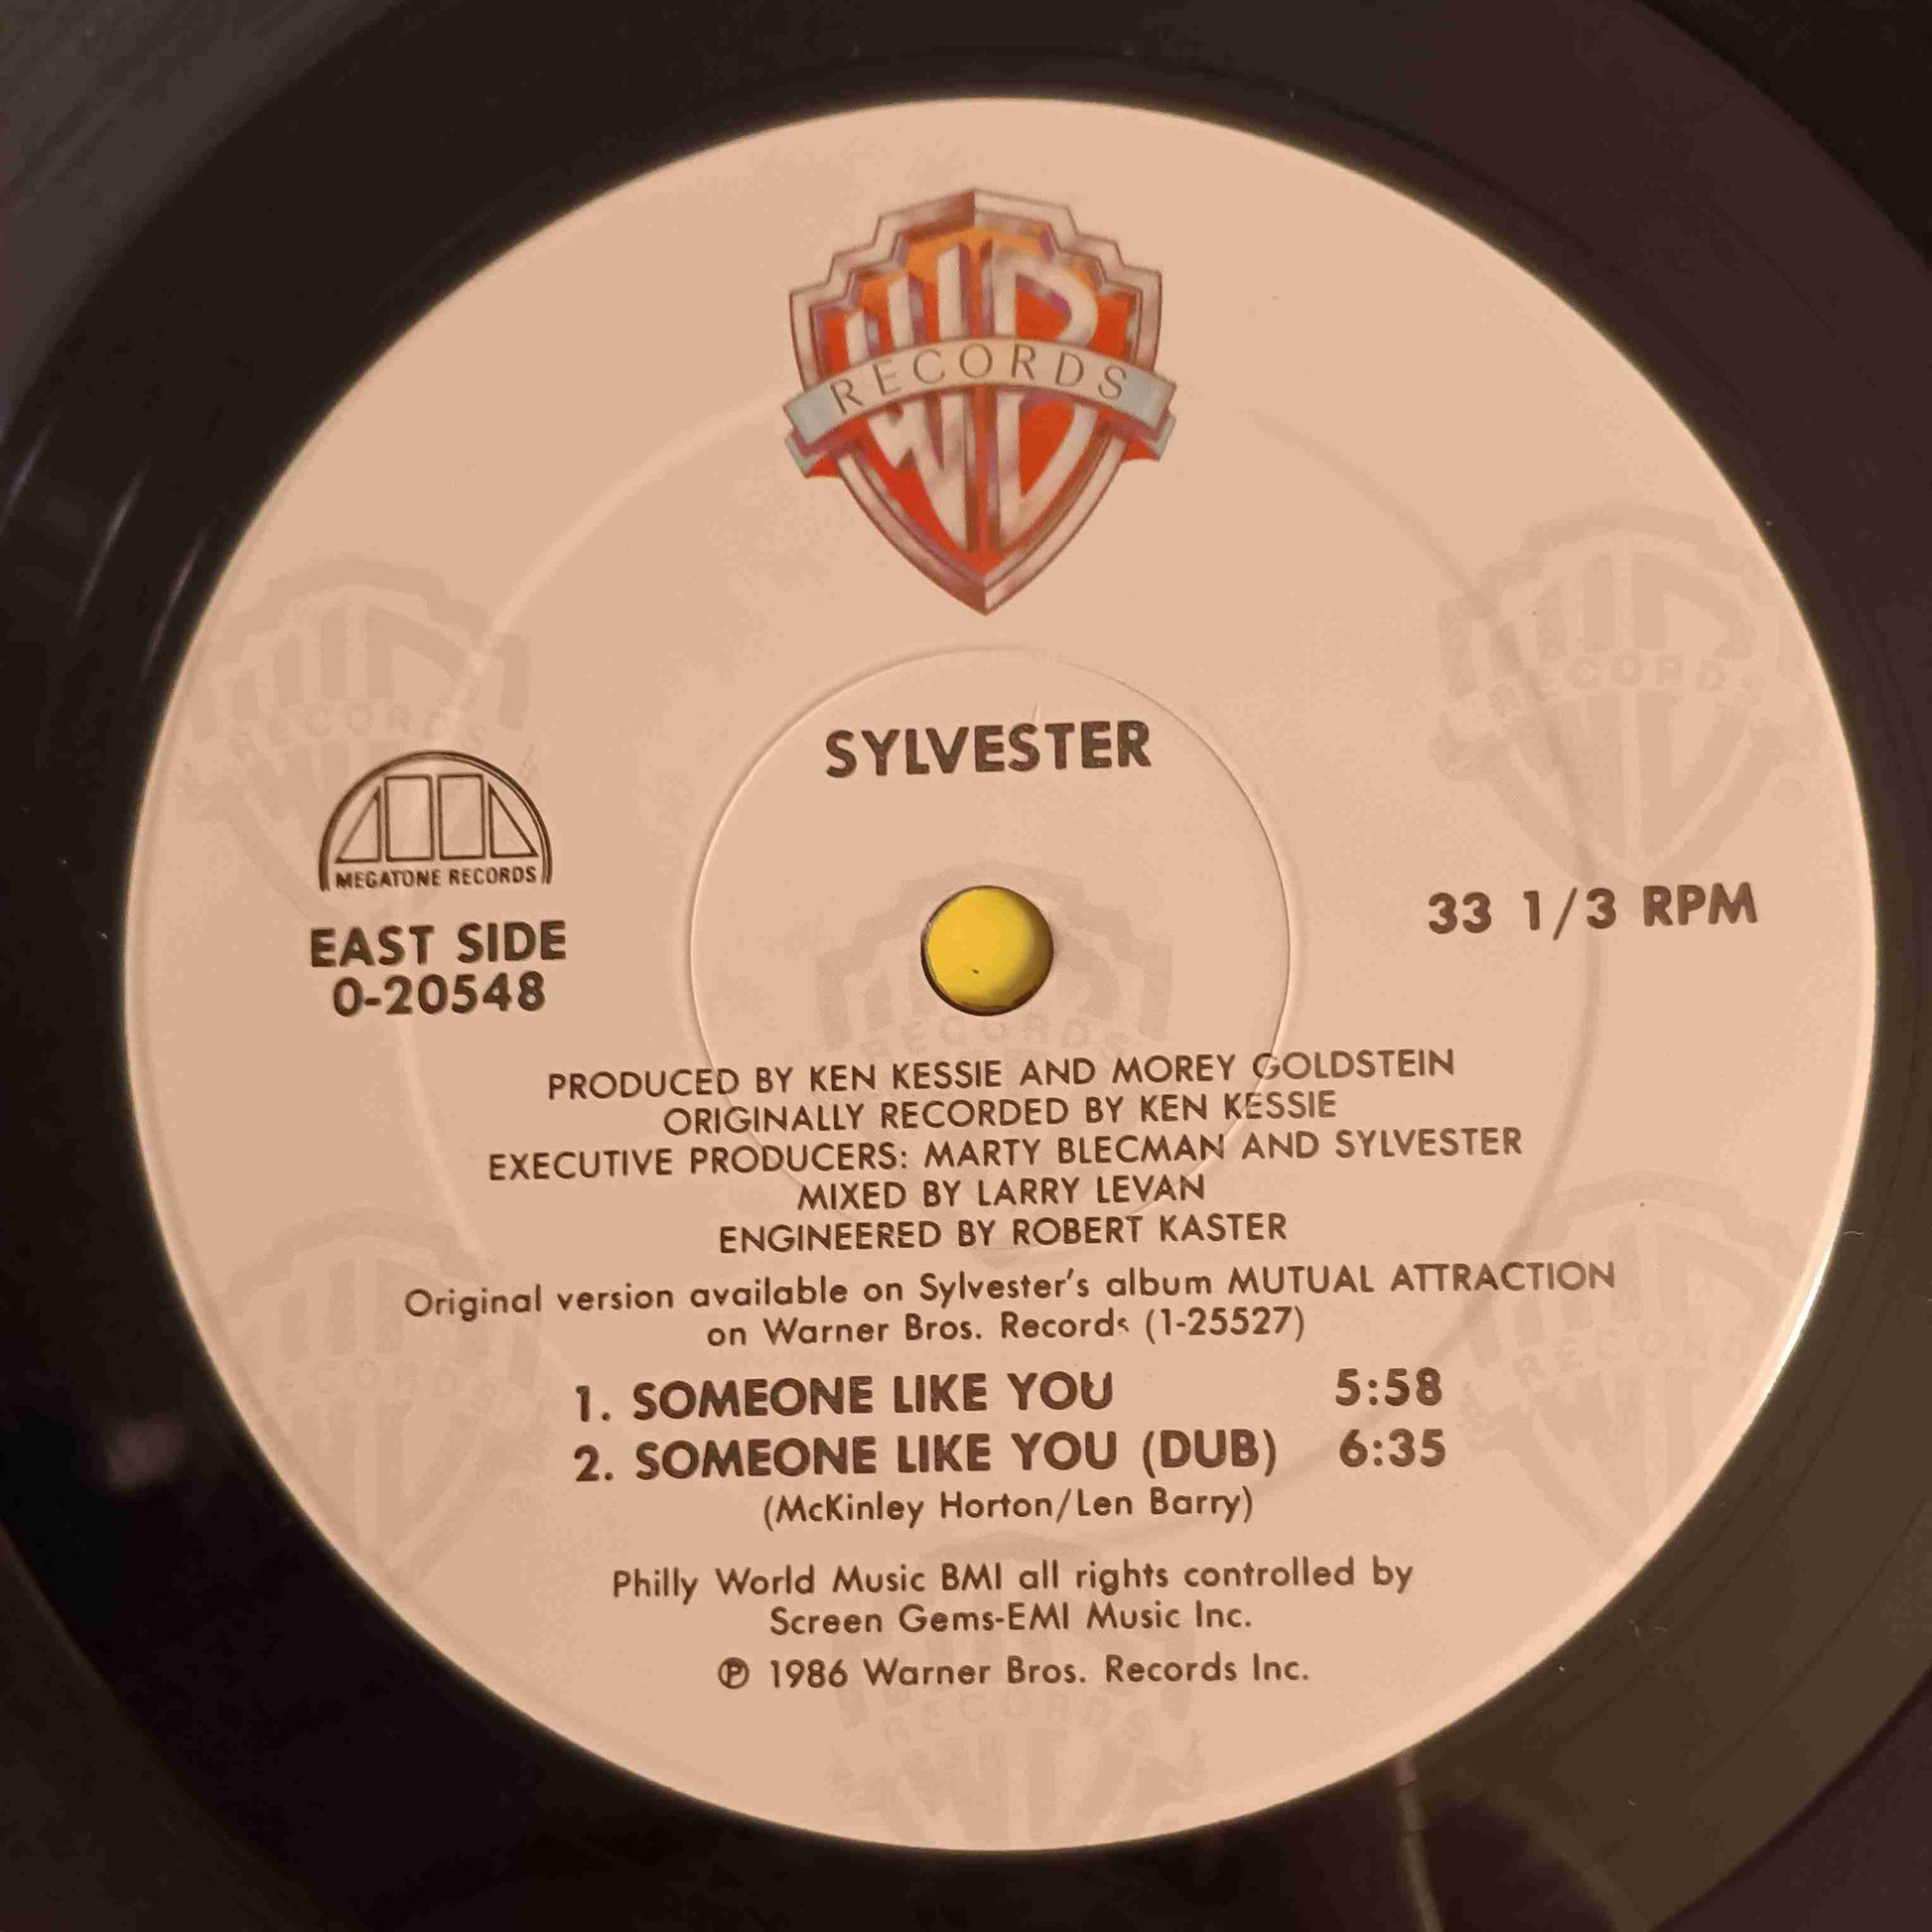 WB
RECORDS
SYLVESTER
MEGATONE RECORDS
EAST SIDE
0-20548
33 1/3 RPM
PRODUCED BY KEN KESSIE AND MOREY GOLDSTEIN
ORIGINALLY RECORDED BY KEN KESSIE
EXECUTIVE PRODUCERS: MARTY BLECMAN AND SYLVESTER
MIXED BY LARRY LEVAN
ENGINEERED BY ROBERT KASTER
Original version available on Sylvester's album MUTUAL ATTRACTION
on Warner Bros. Records (1-25527)
1. SOMEONE LIKE YOU 5:58
2. SOMEONE LIKE YOU (DUB) 6:35
(McKinley Horton/Len Barry)
Philly World Music BMI all rights controlled by
Screen Gems-EMI Music Inc.
℗ 1986 Warner Bros. Records Inc.